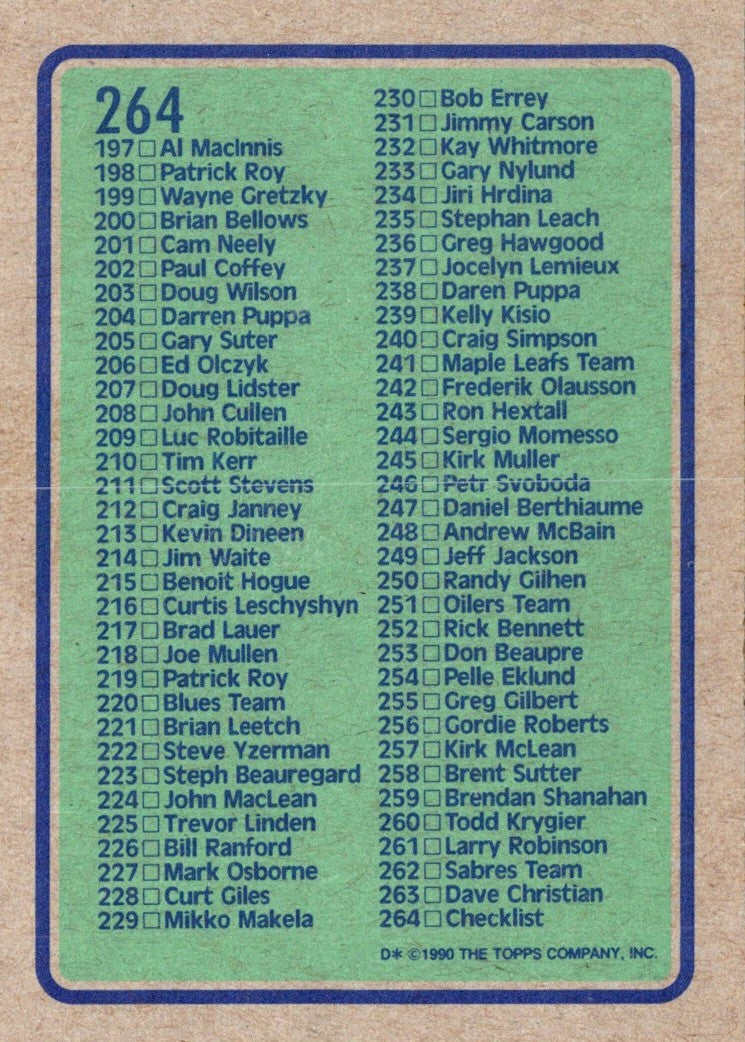 264
197□Al MacInnis
198□Patrick Roy
199□Wayne Gretzky
200□Brian Bellows
201□Cam Neely
202□Paul Coffey
203□Doug Wilson
204□Darren Puppa
205□Gary Suter
206□Ed Olczyk
207□Doug Lidster
208□John Cullen
209□Luc Robitaille
210□Tim Kerr
211□Scott Stevens
212□Craig Janney
213□Kevin Dineen
214□Jim Waite
215□Benoit Hogue
216□Curtis Leschyshyn
217□Brad Lauer
218□Joe Mullen
219□Patrick Roy
220□Blues Team
221□Brian Leetch
222□Steve Yzerman
223□Steph Beauregard
224□John MacLean
225□Trevor Linden
226□Bill Ranford
227□Mark Osborne
228□Curt Giles
229□Mikko Makela
230□Bob Errey
231□Jimmy Carson
232□Kay Whitmore
233□Gary Nylund
234□Jiri Hrdina
235□Stephan Leach
236□Greg Hawgood
237□Jocelyn Lemieux
238□Daren Puppa
239□Kelly Kisio
240□Craig Simpson
241□Maple Leafs Team
242□Frederik Olausson
243□Ron Hextall
244□Sergio Momesso
245□Kirk Muller
246□Petr Svoboda
247□Daniel Berthiaume
248□Andrew McBain
249□Jeff Jackson
250□Randy Gilhen
251□Oilers Team
252□Rick Bennett
253□Don Beaupre
254□Pelle Eklund
255□Greg Gilbert
256□Gordie Roberts
257□Kirk McLean
258□Brent Sutter
259□Brendan Shanahan
260□Todd Krygier
261□Larry Robinson
262□Sabres Team
263□Dave Christian
264□Checklist
D* ©1990 THE TOPPS COMPANY, INC.